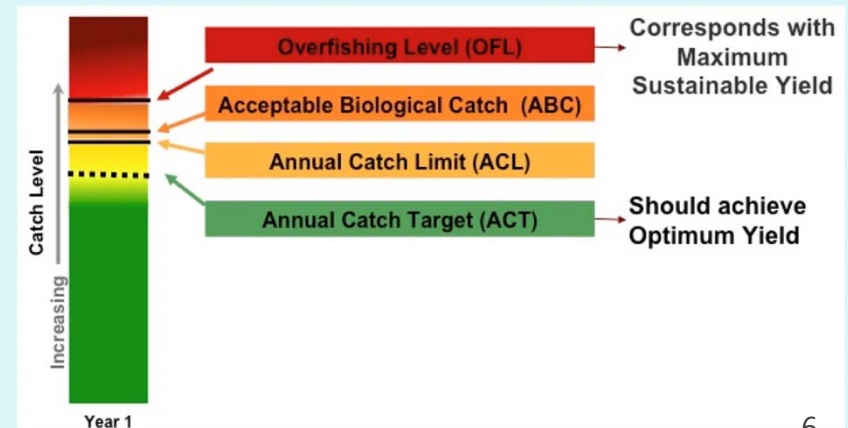 Overfishing Level (OFL)
Corresponds with
Maximum
Sustainable Yield
Acceptable Biological Catch (ABC)
Annual Catch Limit (ACL)
Annual Catch Target (ACT)
Should achieve
Optimum Yield
Catch Level
Increasing
Year 1
6